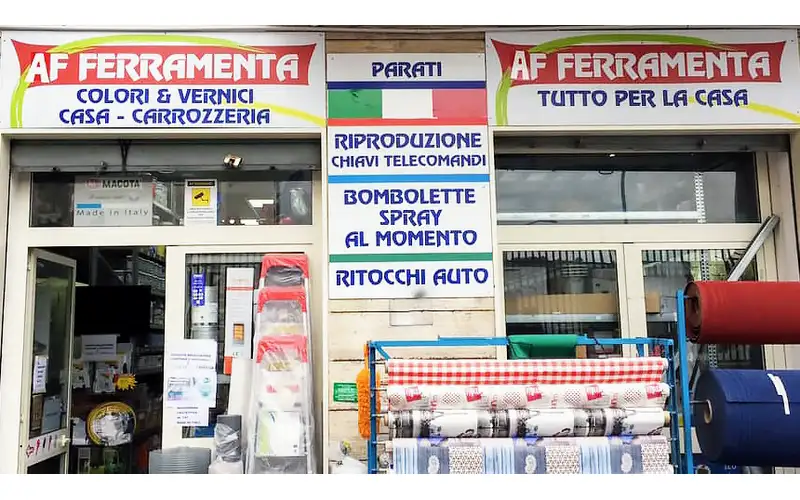 AF FERRAMENTA
COLORI & VERNICI
CASA - CARROZZERIA
PARATI
RIPRODUZIONE
CHIAVI TELECOMANDI
BOMBOLETTE
SPRAY
AL MOMENTO
RITOCCHI AUTO
AF FERRAMENTA
TUTTO PER LA CASA
MACOTA
Made in Italy